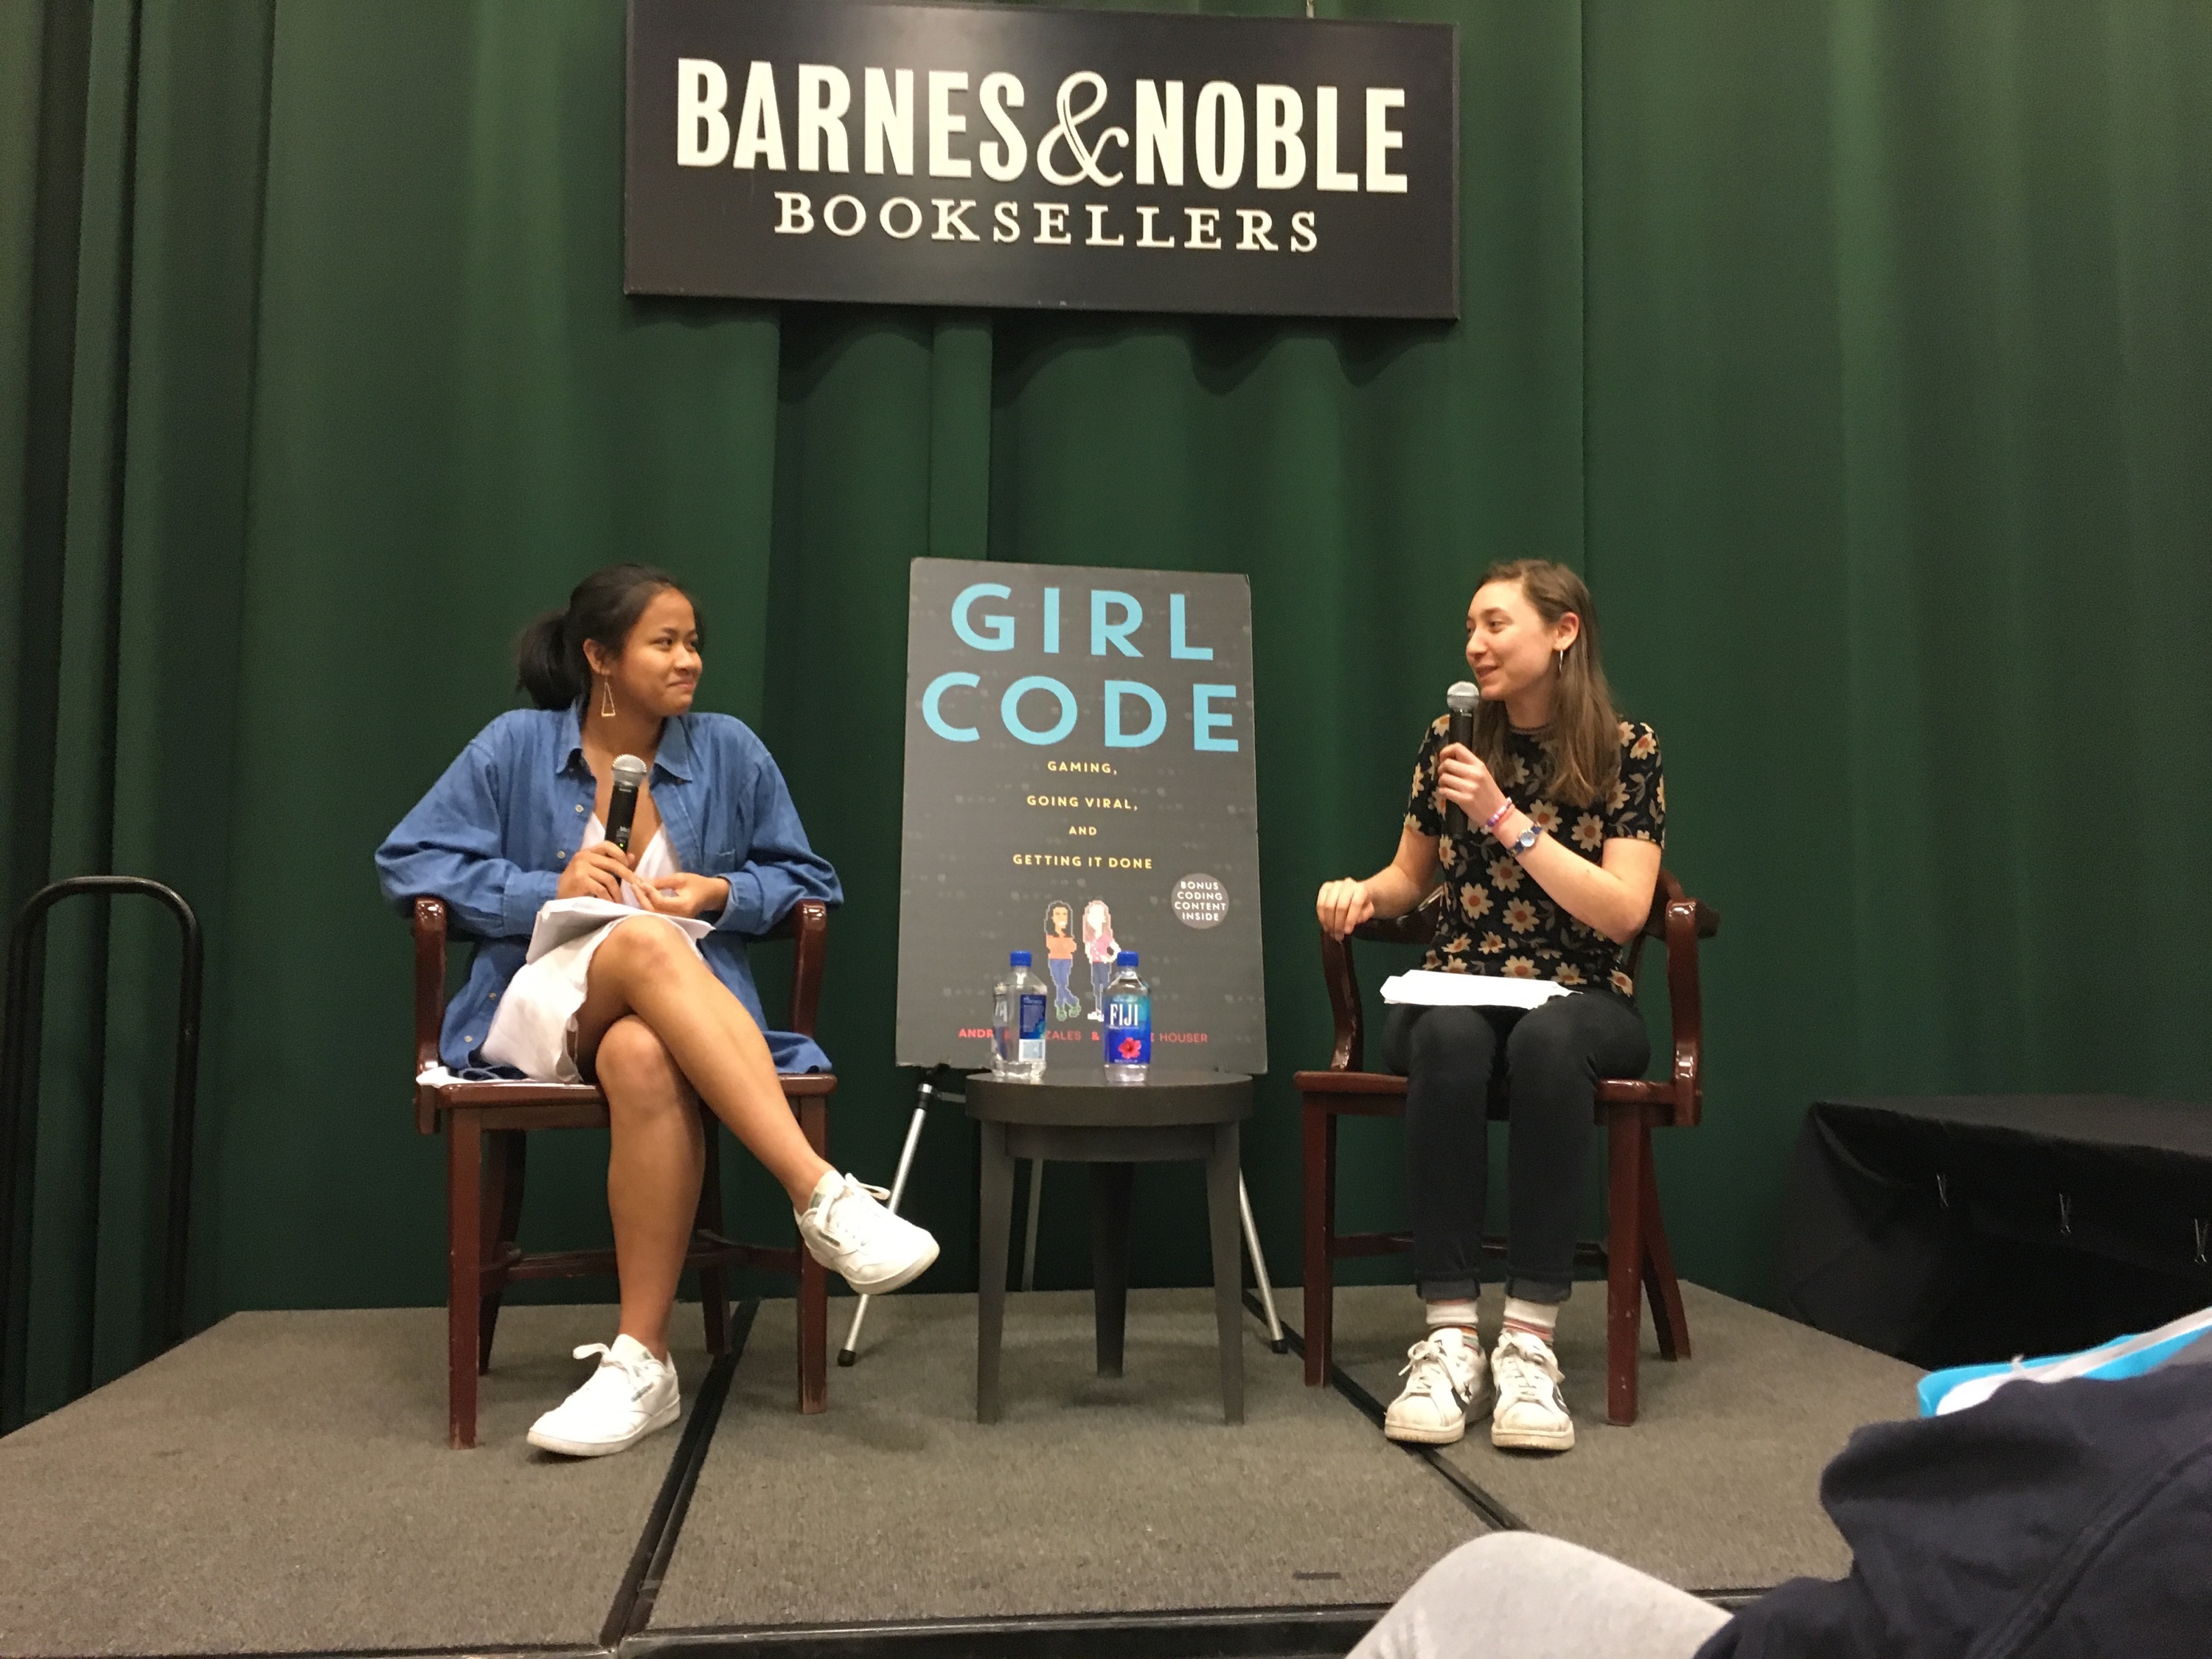 BARNES & NOBLE
BOOKSELLERS
GIRL
CODE
GAMING,
GOING VIRAL,
AND
GETTING IT DONE
BONUS
CODING
CONTENT
INSIDE
FIJI
& HOUSER